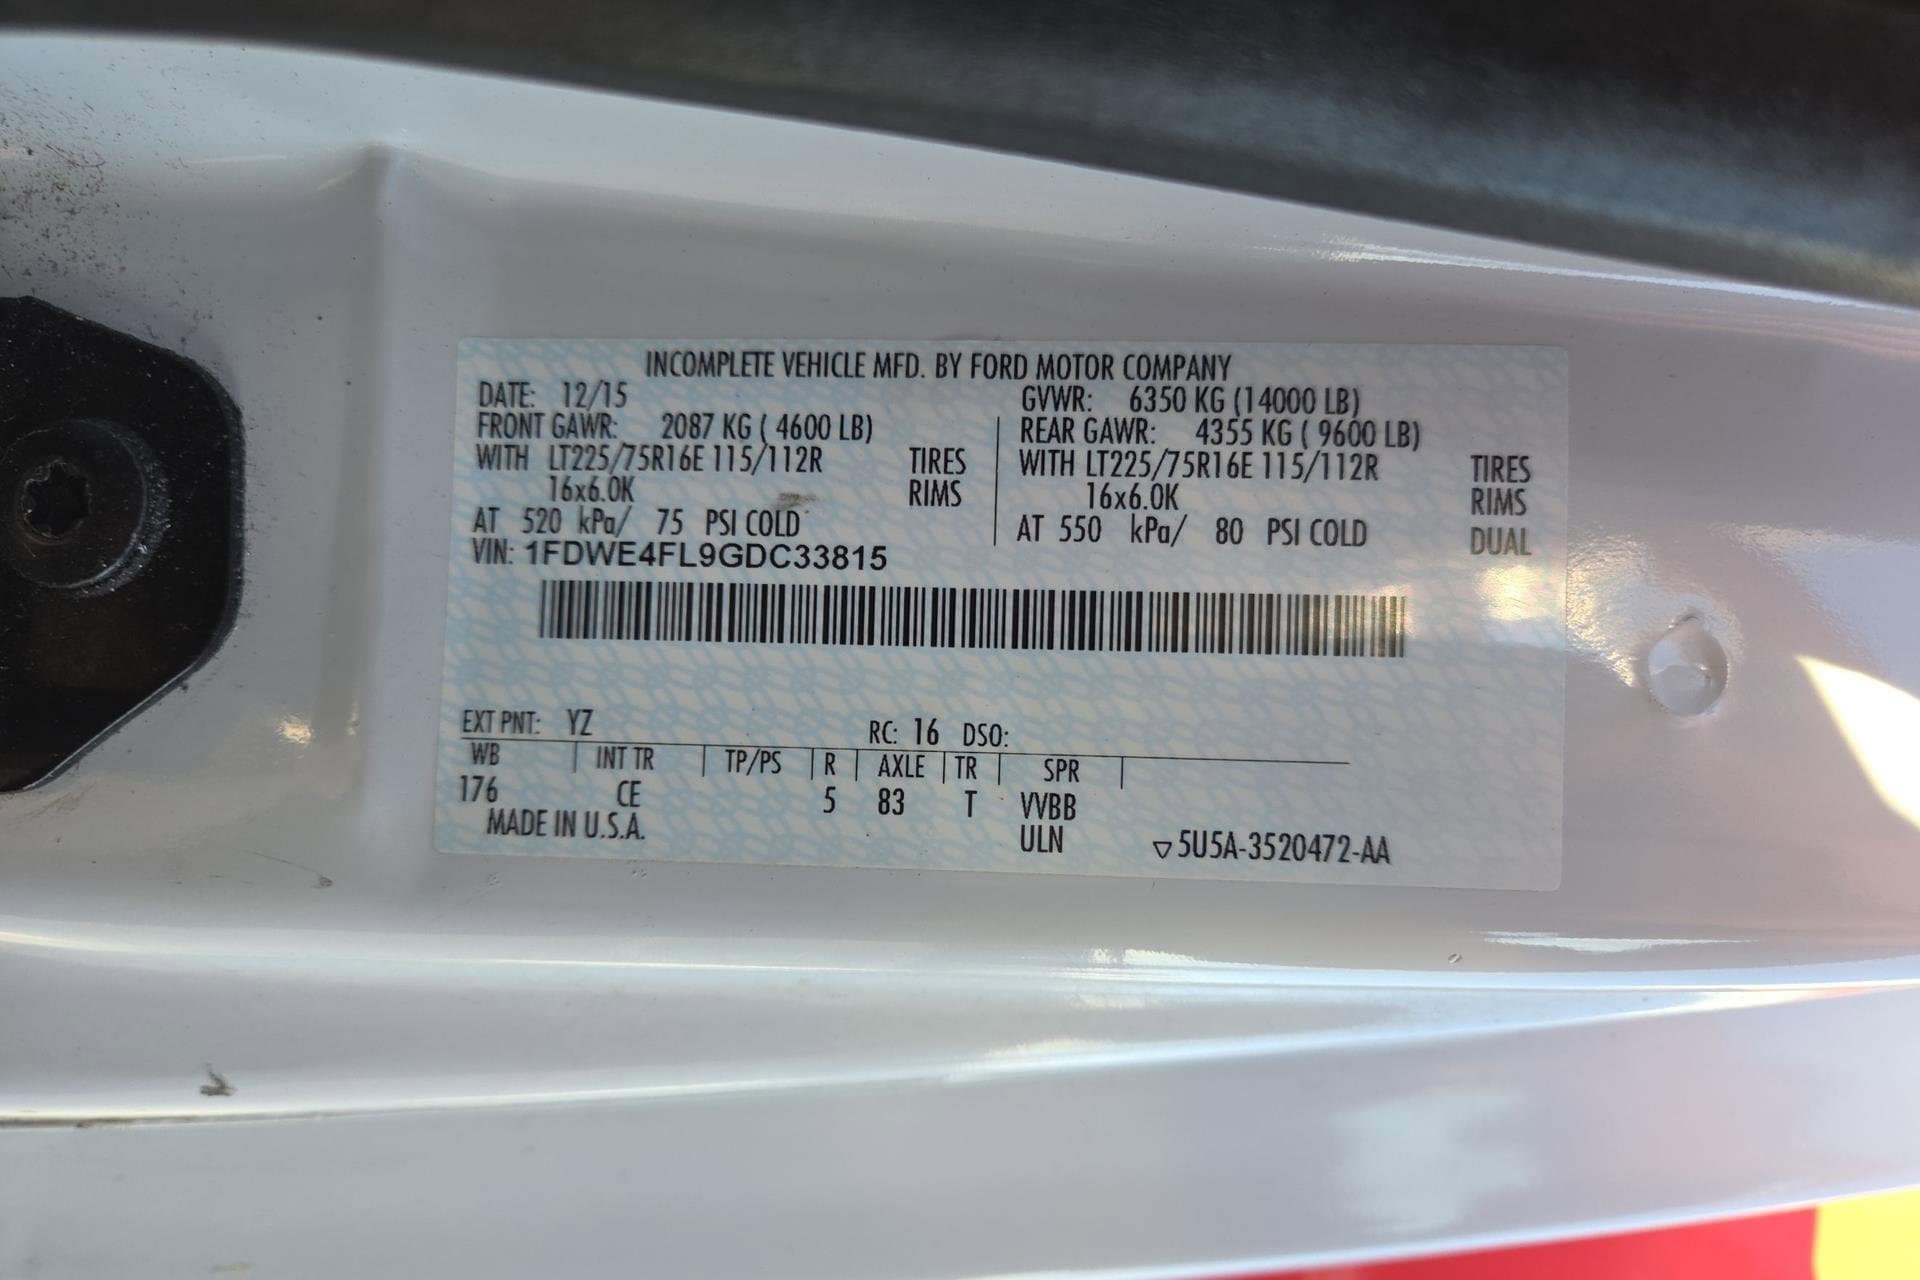 INCOMPLETE VEHICLE MFD. BY FORD MOTOR COMPANY
DATE: 12/15 GVWR: 6350 KG (14000 LB)
FRONT GAWR: 2087 KG ( 4600 LB) REAR GAWR: 4355 KG ( 9600 LB)
WITH LT225/75R16E 115/112R TIRES WITH LT225/75R16E 115/112R TIRES
16x6.0K RIMS 16x6.0K RIMS
AT 520 kPa/ 75 PSI COLD AT 550 kPa/ 80 PSI COLD DUAL
VIN: 1FDWE4FL9GDC33815
EXT PNT: YZ RC: 16 DSO:
WB INT TR TP/PS R AXLE TR SPR
176 CE 5 83 T VVBB
MADE IN U.S.A. ULN ▽5U5A-3520472-AA